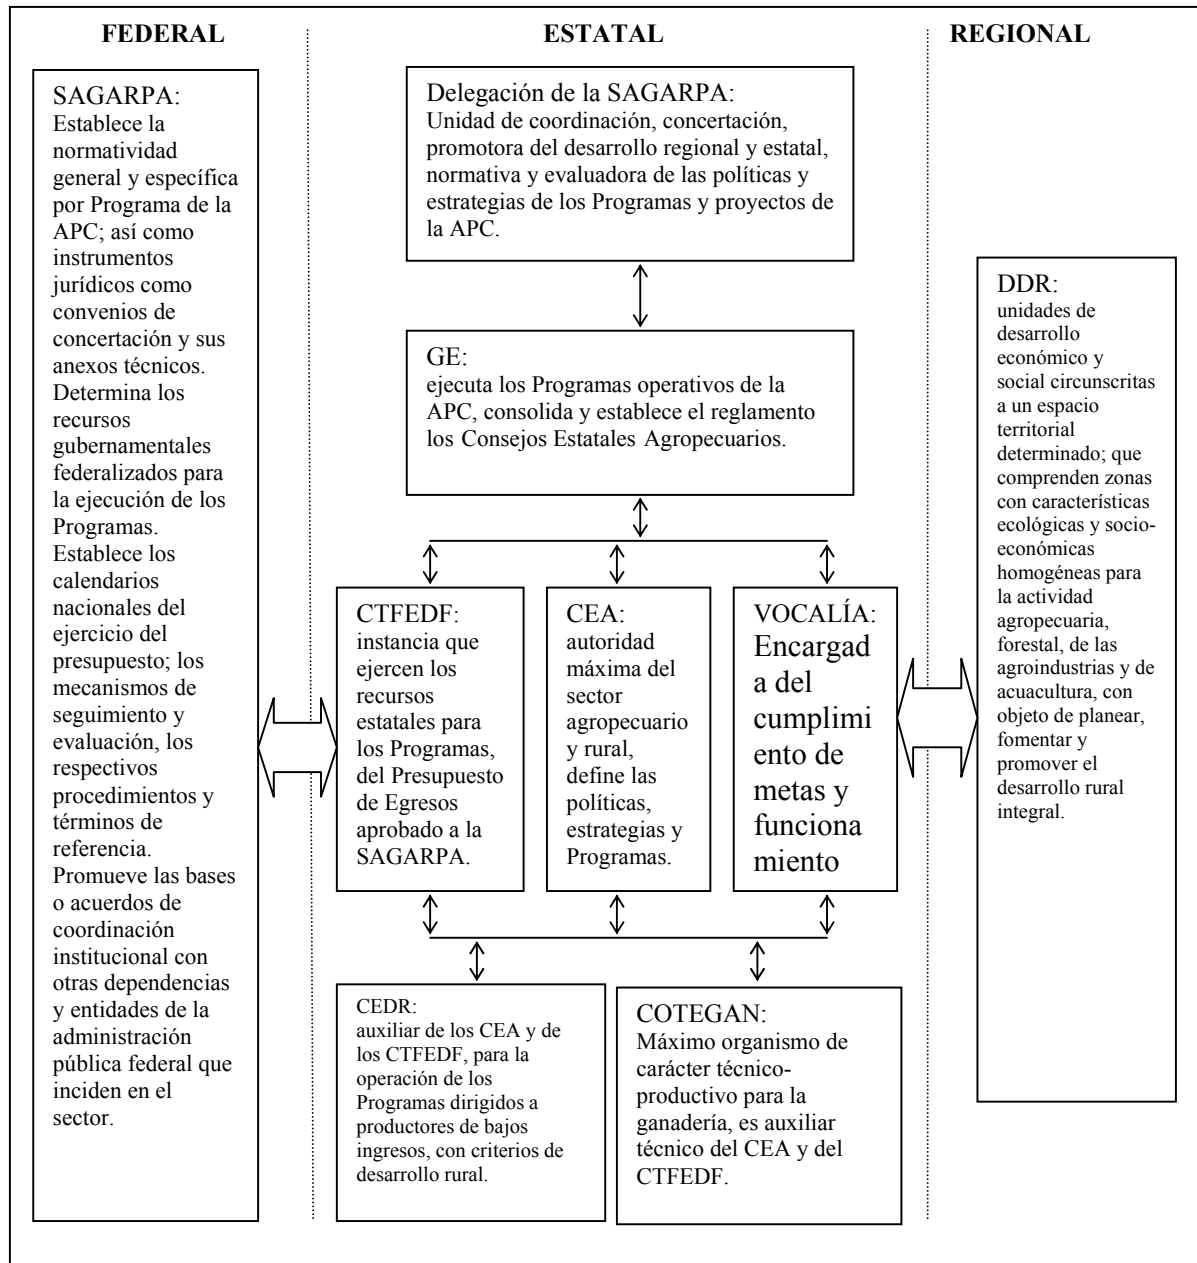 FEDERAL
ESTATAL
REGIONAL
SAGARPA:
Establece la
normatividad
general y específica
por Programa de la
APC; así como
instrumentos
jurídicos como
convenios de
concertación y sus
anexos técnicos.
Determina los
recursos
gubernamentales
federalizados para
la ejecución de los
Programas.
Establece los
calendarios
nacionales del
ejercicio del
presupuesto; los
mecanismos de
seguimiento y
evaluación, los
respectivos
procedimientos y
términos de
referencia.
Promueve las bases
o acuerdos de
coordinación
institucional con
otras dependencias
y entidades de la
administración
pública federal que
inciden en el
sector.
Delegación de la SAGARPA:
Unidad de coordinación, concertación,
promotora del desarrollo regional y estatal,
normativa y evaluadora de las políticas y
estrategias de los Programas y proyectos de
la APC.
GE:
ejecuta los Programas operativos de la
APC, consolida y establece el reglamento
los Consejos Estatales Agropecuarios.
CTFEDF:
instancia que
ejercen los
recursos
estatales para
los Programas,
del Presupuesto
de Egresos
aprobado a la
SAGARPA.
CEA:
autoridad
máxima del
sector
agropecuario
y rural,
define las
políticas,
estrategias y
Programas.
VOCALÍA:
Encargad
a del
cumplimi
ento de
metas y
funciona
miento
CEDR:
auxiliar de los CEA y de
los CTFEDF, para la
operación de los
Programas dirigidos a
productores de bajos
ingresos, con criterios de
desarrollo rural.
COTEGAN:
Máximo organismo de
carácter técnico-
productivo para la
ganadería, es auxiliar
técnico del CEA y del
CTFEDF.
DDR:
unidades de
desarrollo
económico y
social circunscritas
a un espacio
territorial
determinado; que
comprenden zonas
con características
ecológicas y socio-
económicas
homogéneas para
la actividad
agropecuaria,
forestal, de las
agroindustrias y de
acuacultura, con
objeto de planear,
fomentar y
promover el
desarrollo rural
integral.